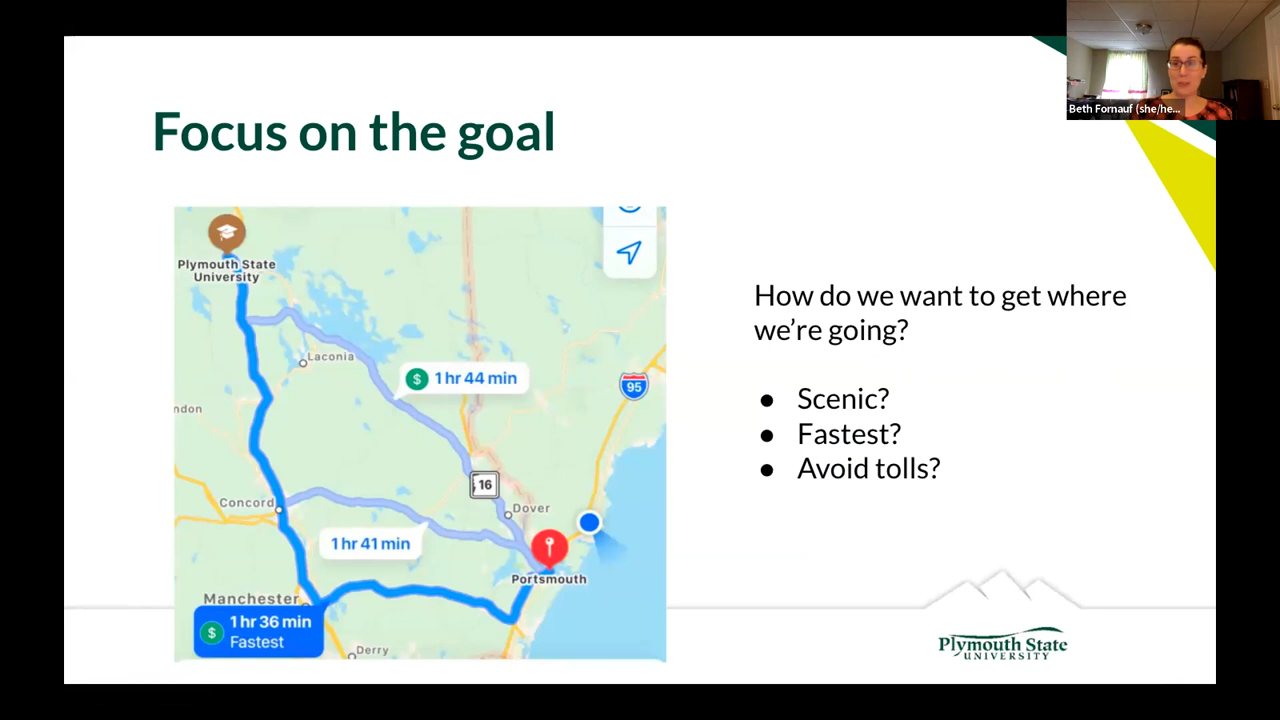 Beth Fornauf (she/he...
Focus on the goal
Plymouth State
University
Laconia
$ 1 hr 44 min
95
ndon
16
Concord
Dover
1 hr 41 min
Portsmouth
Manchester
$ 1 hr 36 min
Fastest
Derry
How do we want to get where
we’re going?
● Scenic?
● Fastest?
● Avoid tolls?
Plymouth State
UNIVERSITY